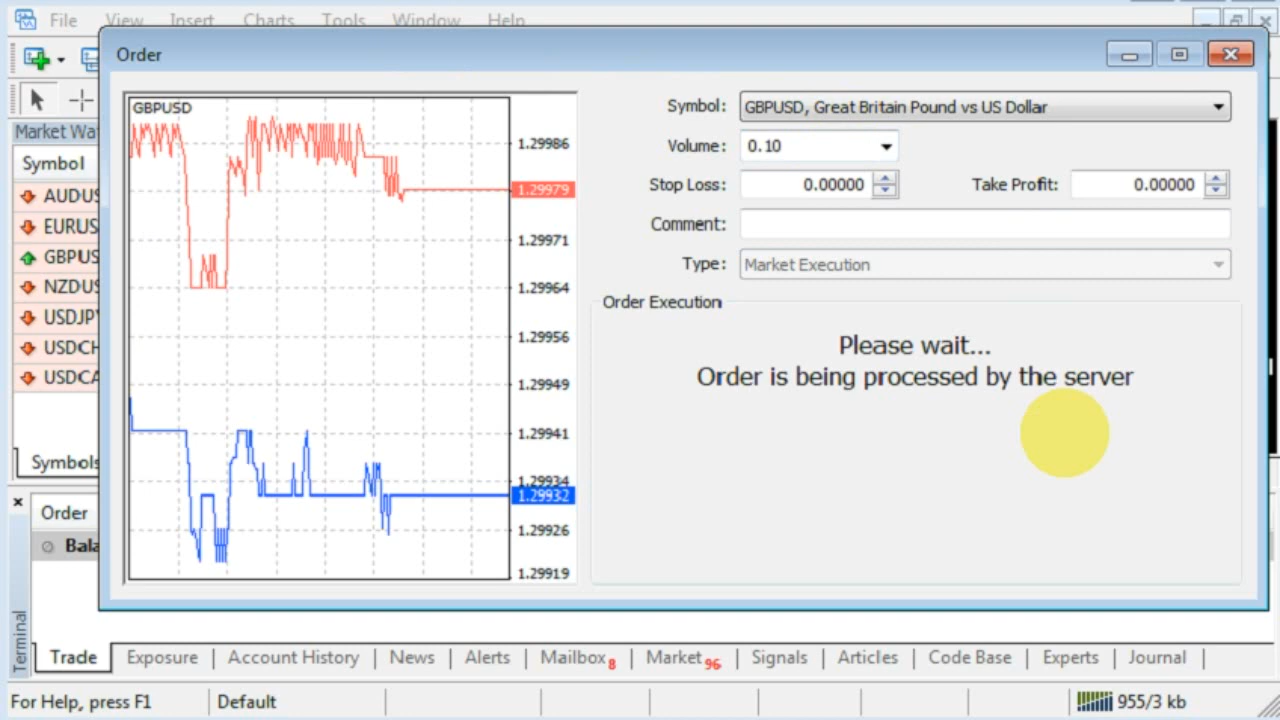 File View Insert Charts Tools Window Help
Order
Market Wa
Symbol
AUDUS
EURUS
GBPUS
NZDUS
USDJP
USDCH
USDCA
Symbols
GBPUSD
1.29986
1.29979
1.29971
1.29964
1.29956
1.29949
1.29941
1.29934
1.29932
1.29926
1.29919
Symbol: GBPUSD, Great Britain Pound vs US Dollar
Volume: 0.10
Stop Loss: 0.00000 Take Profit: 0.00000
Comment:
Type: Market Execution
Order Execution
Please wait...
Order is being processed by the server
Order
Bala
Terminal
Trade Exposure Account History News Alerts Mailbox 8 Market 96 Signals Articles Code Base Experts Journal
For Help, press F1 Default 955/3 kb